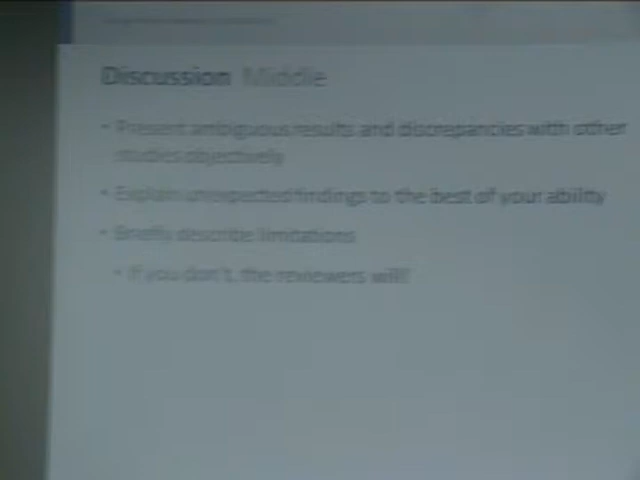 Discussion Middle
• Present ambiguous results and discrepancies with other
studies objectively
• Explain unexpected findings to the best of your ability
• Briefly describe limitations
• If you don't, the reviewers will!